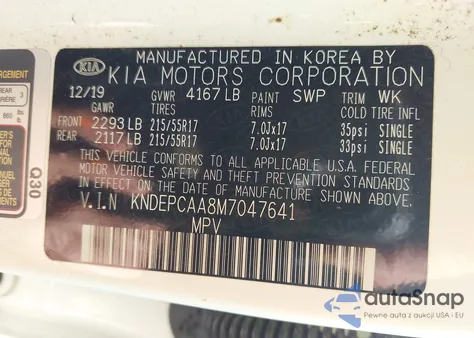 MANUFACTURED IN KOREA BY
KIA KIA MOTORS CORPORATION
12/19 GVWR 4167 LB PAINT SWP TRIM WK
GAWR TIRES RIMS COLD TIRE INFL
FRONT 2293 LB 215/55R17 7.0Jx17 35psi SINGLE
REAR 2117 LB 215/55R17 7.0Jx17 33psi SINGLE
THIS VEHICLE CONFORMS TO ALL APPLICABLE U.S.A. FEDERAL
MOTOR VEHICLE SAFETY AND THEFT PREVENTION STANDARDS
IN EFFECT ON THE DATE OF MANUFACTURE SHOWN ABOVE.
V.I.N KNDEPCAA8M7047641
MPV
Q30
autoSnap
Pewne auta z aukcji USA i EU